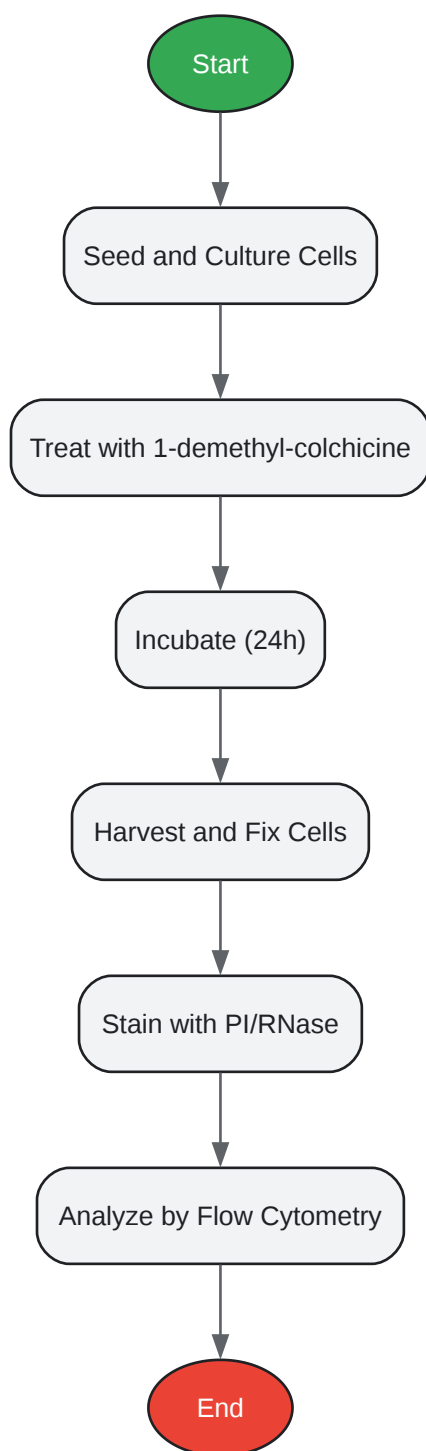 Start
Seed and Culture Cells
Treat with 1-demethyl-colchicine
Incubate (24h)
Harvest and Fix Cells
Stain with PI/RNase
Analyze by Flow Cytometry
End